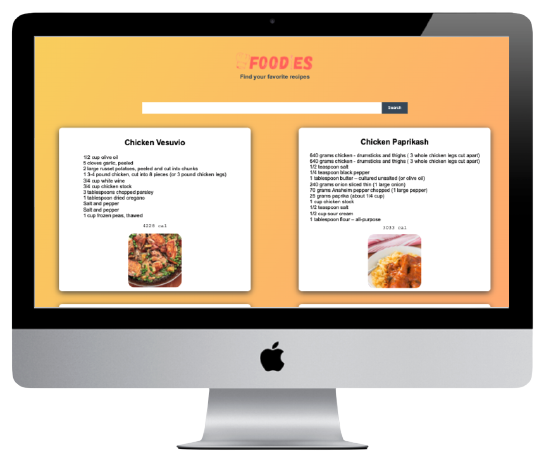 FOODIES
Find your favorite recipes
Search
Chicken Vesuvio
1/2 cup olive oil
5 cloves garlic, peeled
2 large russet potatoes, peeled and cut into chunks
1 3-4 pound chicken, cut into 8 pieces (or 3 pound chicken legs)
3/4 cup white wine
3/4 cup chicken stock
3 tablespoons chopped parsley
1 tablespoon dried oregano
Salt and pepper
Salt and pepper
1 cup frozen peas, thawed
4228 cal
Chicken Paprikash
640 grams chicken - drumsticks and thighs ( 3 whole chicken legs cut apart)
640 grams chicken - drumsticks and thighs ( 3 whole chicken legs cut apart)
1/2 teaspoon salt
1/4 teaspoon black pepper
1 tablespoon butter – cultured unsalted (or olive oil)
240 grams onion sliced thin (1 large onion)
70 grams Anaheim pepper chopped (1 large pepper)
25 grams paprika (about 1/4 cup)
1 cup chicken stock
1/2 teaspoon salt
1/2 cup sour cream
1 tablespoon flour – all-purpose
3033 cal